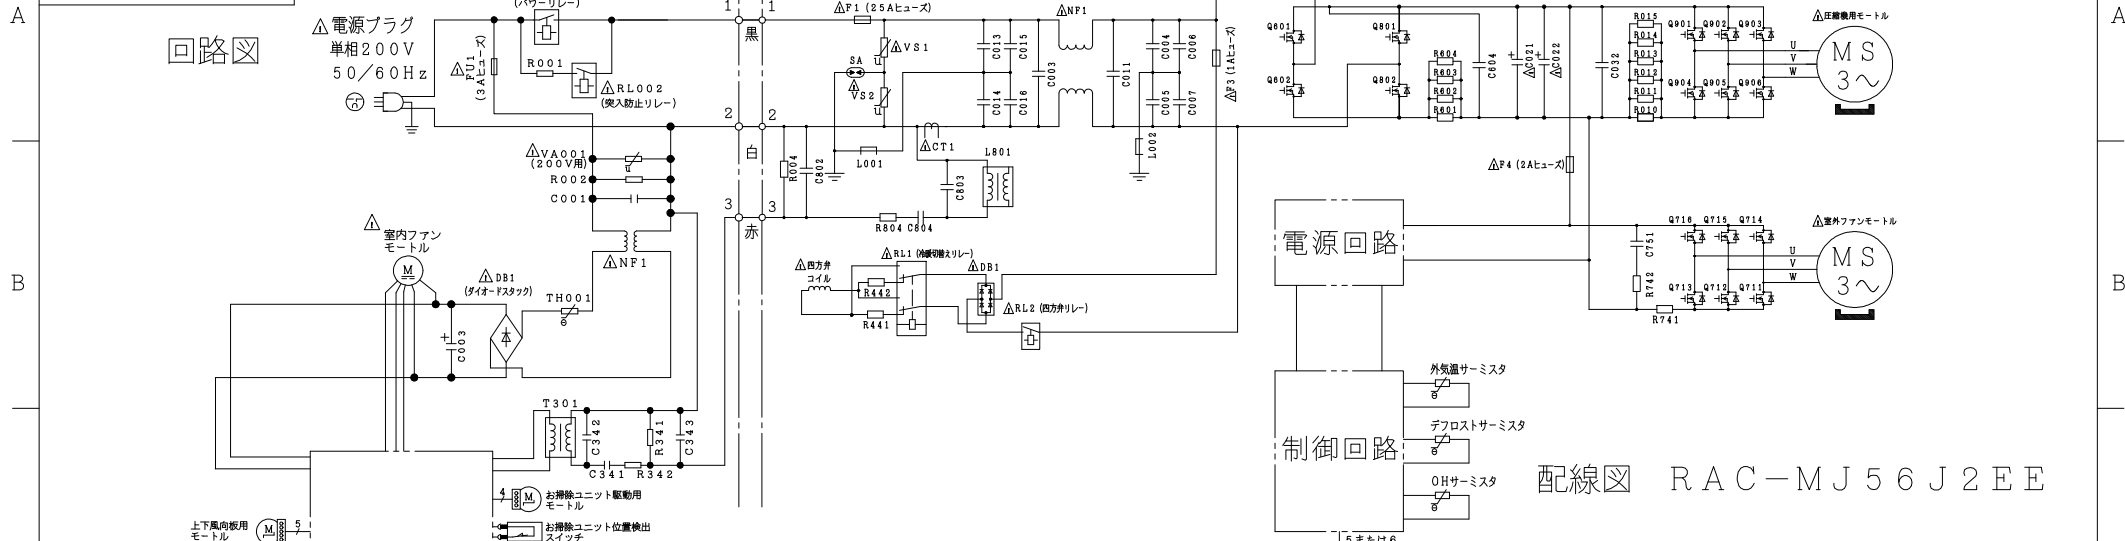 A
(パワーリレー)
⚠電源プラグ
単相200V
50/60Hz
回路図
⚠FU1
(3Aヒューズ)
R001
⚠RL002
(突入防止リレー)
1 1
黒
2 2
白
3 3
赤
⚠VA001
(200V用)
R002
C001
⚠NF1
⚠
室内ファン
モートル
M
⚠DB1
(ダイオードスタック)
TH001
C003
T301
C342
R341
C343
C341 R342
4
M
お掃除ユニット駆動用
モートル
お掃除ユニット位置検出
スイッチ
上下風向板用
モートル
M
5
⚠F1 (25Aヒューズ)
⚠VS1
SA
⚠
VS2
C013
C015
C014
C016
C003
⚠NF1
C011
C004
C006
C005
C007
⚠F3 (1Aヒューズ)
L001
⚠CT1
L002
R004
C802
C803
L801
R804 C804
⚠四方弁
コイル
⚠RL1 (冷暖切替えリレー)
R442
R441
⚠DB1
⚠RL2 (四方弁リレー)
Q601
Q602
Q801
Q802
R604
R603
R602
R601
C604
⚠C021
⚠C022
C032
R015
R014
R013
R012
R011
R010
Q901 Q902 Q903
Q904 Q905 Q906
U
V
W
⚠圧縮機用モートル
MS
3～
⚠F4 (2Aヒューズ)
電源回路
C751
R742
R741
Q716 Q715 Q714
Q713 Q712 Q711
U
V
W
⚠室外ファンモートル
MS
3～
制御回路
外気温サーミスタ
θ
デフロストサーミスタ
θ
OHサーミスタ
θ
5または6
配線図 RAC-MJ56J2EE
B
A
B